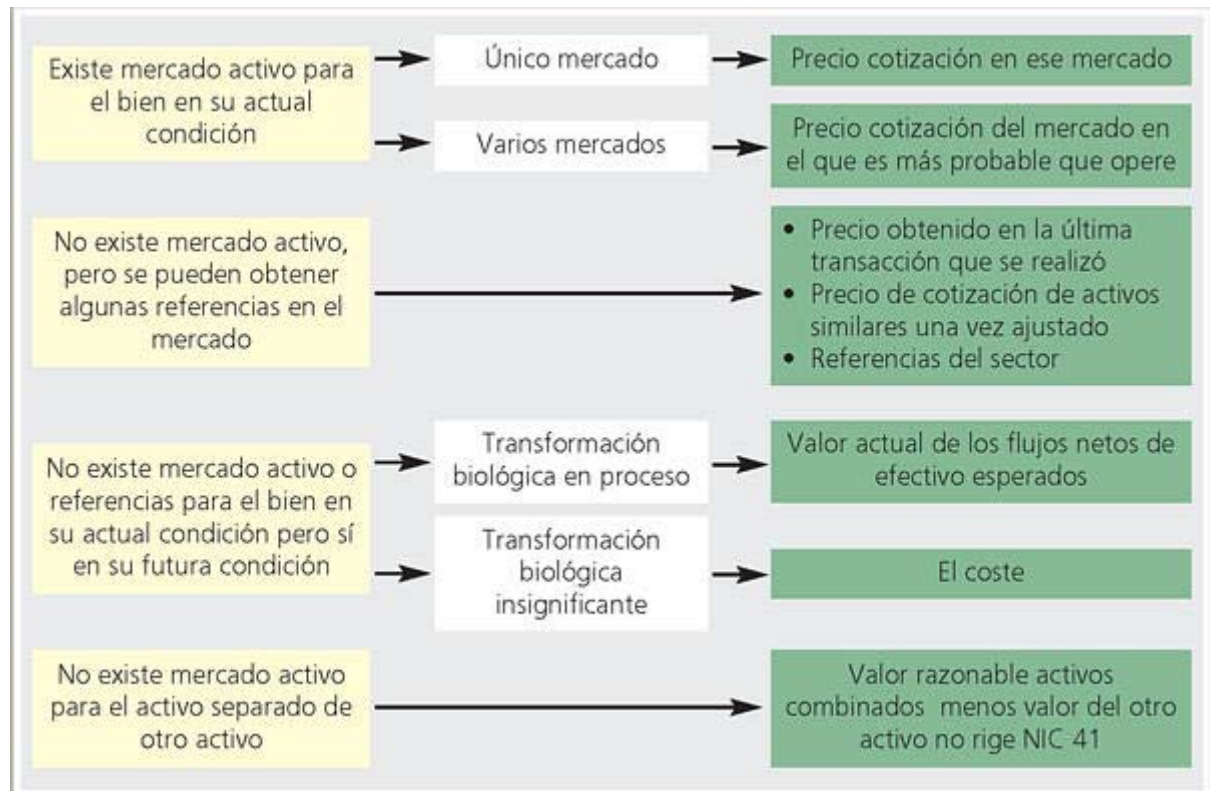 Existe mercado activo para
el bien en su actual
condición
Único mercado
Precio cotización en ese mercado
Varios mercados
Precio cotización del mercado en
el que es más probable que opere
No existe mercado activo,
pero se pueden obtener
algunas referencias en el
mercado
• Precio obtenido en la última
transacción que se realizó
• Precio de cotización de activos
similares una vez ajustado
• Referencias del sector
No existe mercado activo o
referencias para el bien en
su actual condición pero sí
en su futura condición
Transformación
biológica en proceso
Valor actual de los flujos netos de
efectivo esperados
Transformación
biológica
insignificante
El coste
No existe mercado activo
para el activo separado de
otro activo
Valor razonable activos
combinados menos valor del otro
activo no rige NIC 41